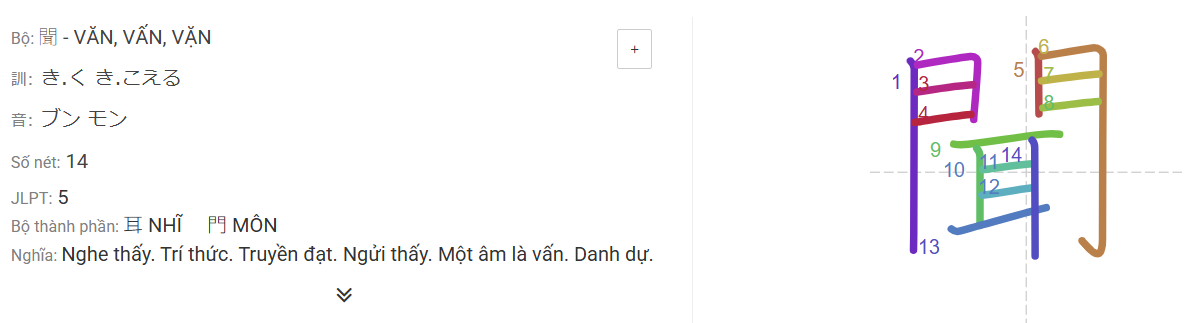 Bộ: 聞 - VĂN, VẤN, VẶN
+
訓: き.く き.こえる
音: ブン モン
Số nét: 14
JLPT: 5
Bộ thành phần: 耳 NHĨ 門 MÔN
Nghĩa: Nghe thấy. Trí thức. Truyền đạt. Ngửi thấy. Một âm là vấn. Danh dự.
聞
1
2
3
4
5
6
7
8
9
10
11
12
13
14